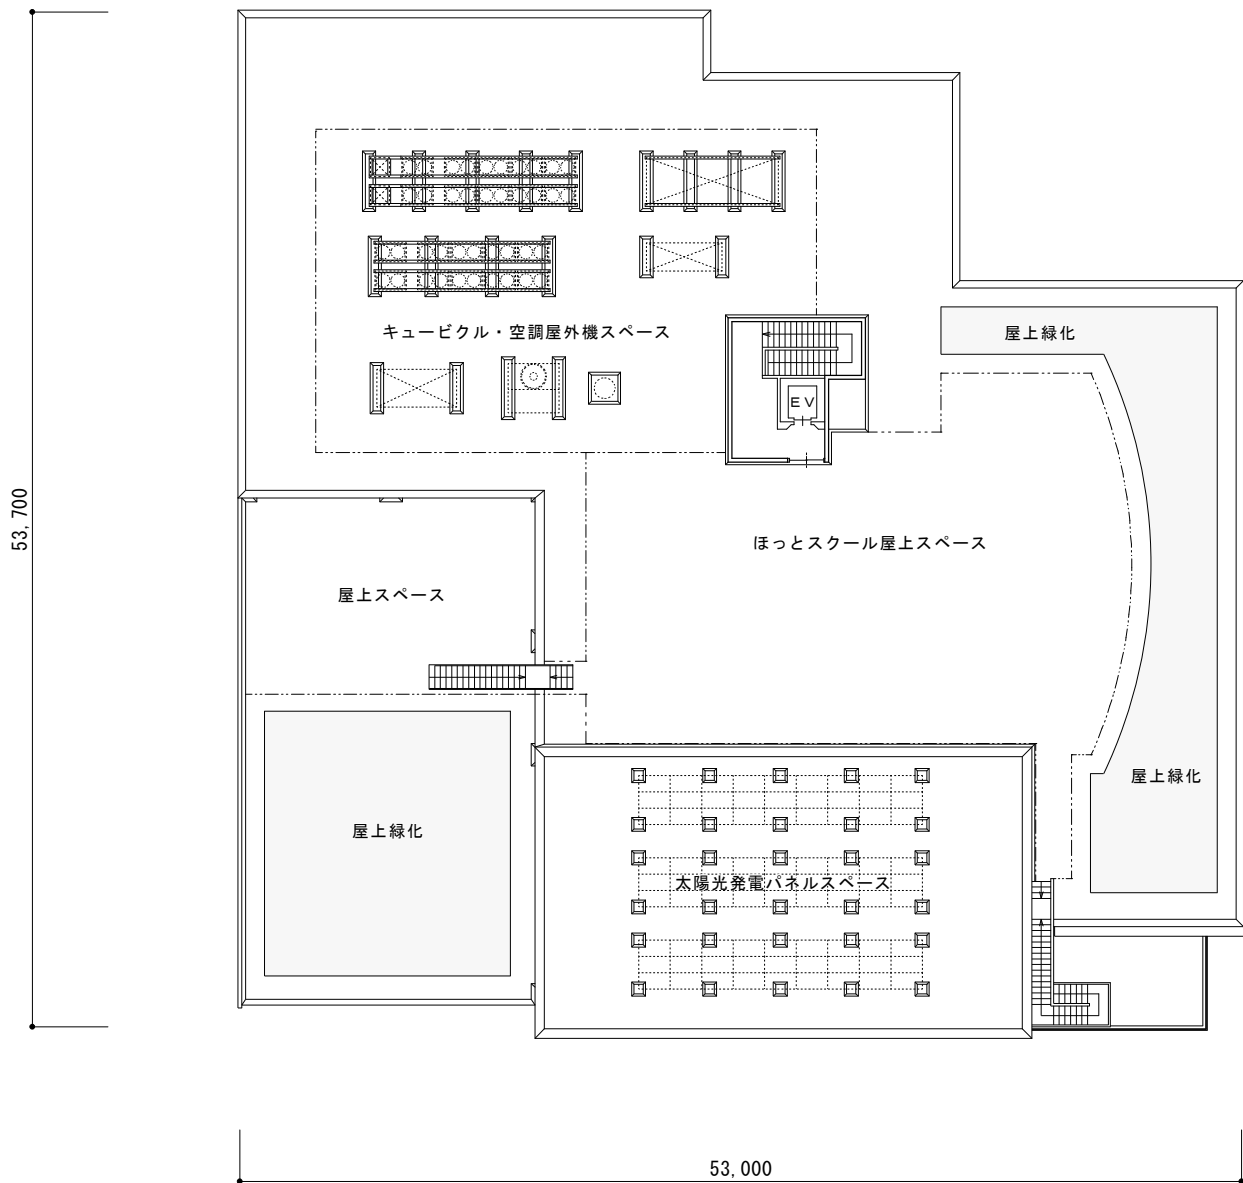 キュービクル・空調屋外機スペース
屋上緑化
EV
53,700
ほっとスクール屋上スペース
屋上スペース
屋上緑化
屋上緑化
太陽光発電パネルスペース
53,000